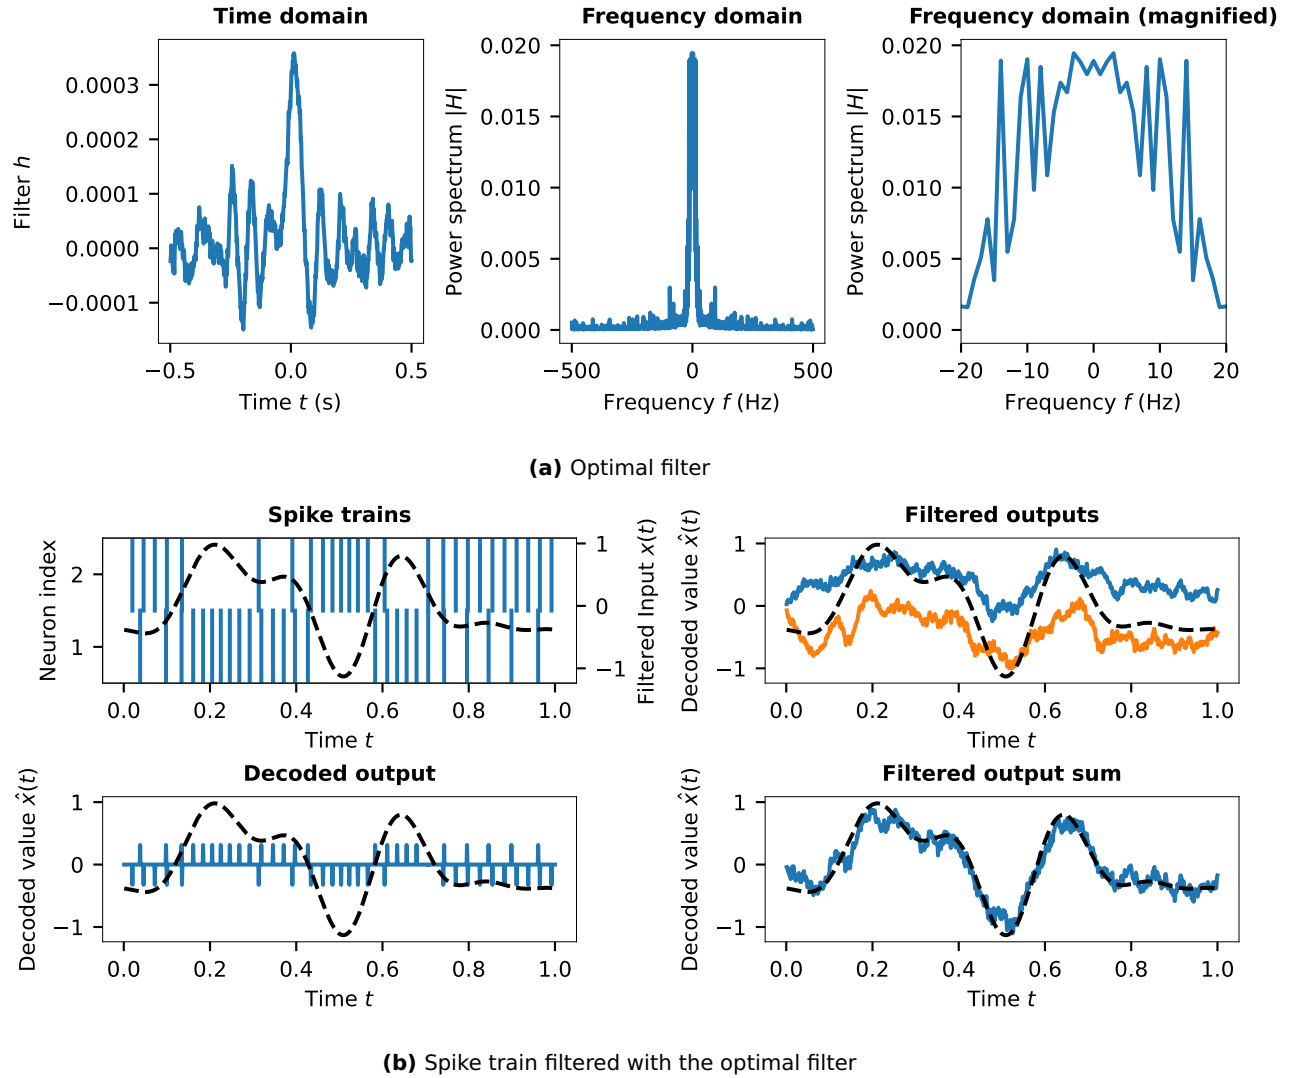 Time domain
Frequency domain
Frequency domain (magnified)
Filter h
0.0003
0.0002
0.0001
0.0000
−0.0001
−0.5
0.0
0.5
Time t (s)
Power spectrum |H|
0.020
0.015
0.010
0.005
0.000
−500
0
500
Frequency f (Hz)
Power spectrum |H|
0.020
0.015
0.010
0.005
0.000
−20
−10
0
10
20
Frequency f (Hz)
(a) Optimal filter
Spike trains
Neuron index
2
1
Filtered Input x(t)
1
0
−1
0.0
0.2
0.4
0.6
0.8
1.0
Time t
Filtered outputs
Decoded value x̂(t)
1
0
−1
0.0
0.2
0.4
0.6
0.8
1.0
Time t
Decoded output
Decoded value x̂(t)
1
0
−1
0.0
0.2
0.4
0.6
0.8
1.0
Time t
Filtered output sum
Decoded value x̂(t)
1
0
−1
0.0
0.2
0.4
0.6
0.8
1.0
Time t
(b) Spike train filtered with the optimal filter